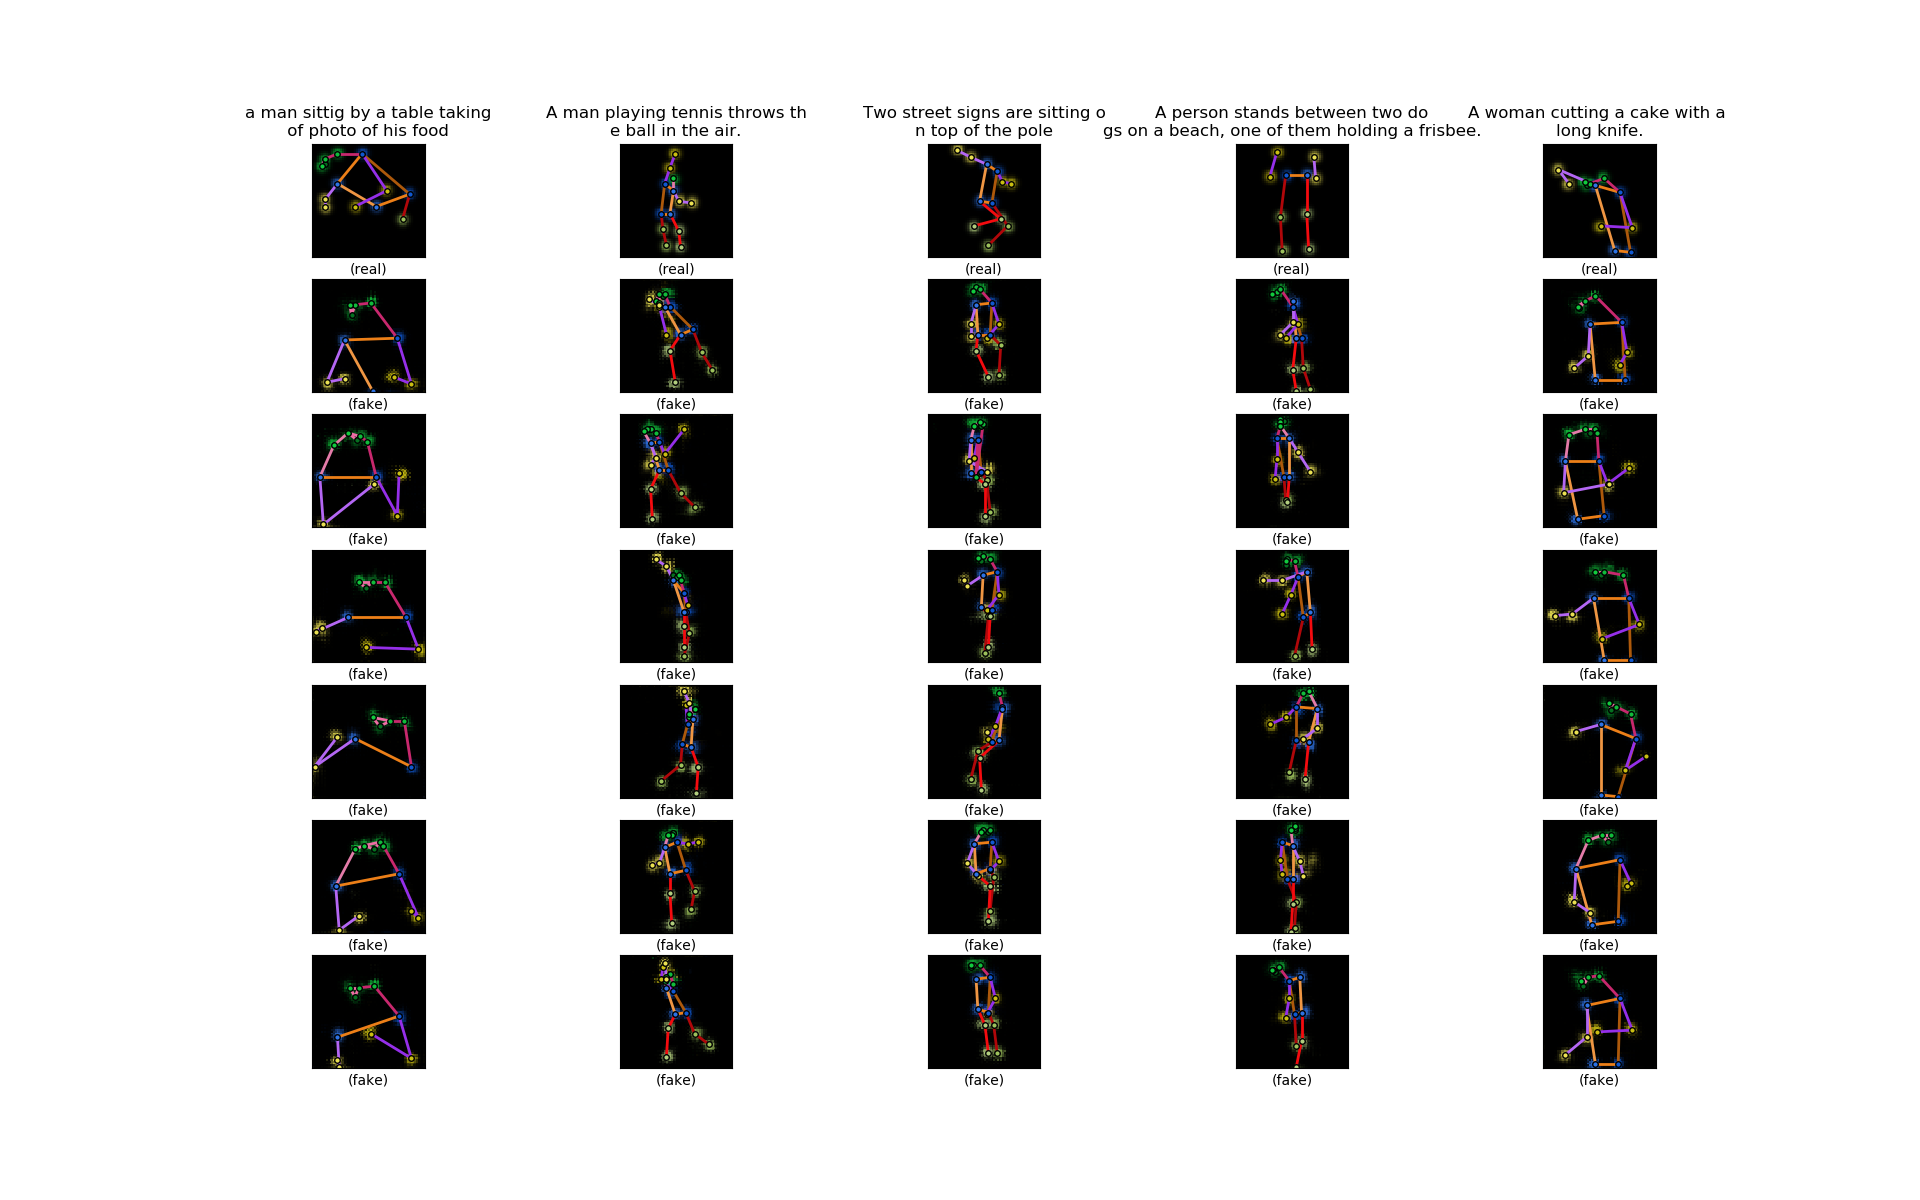 a man sittig by a table taking
of photo of his food
A man playing tennis throws th
e ball in the air.
Two street signs are sitting o
n top of the pole
A person stands between two do
gs on a beach, one of them holding a frisbee.
A woman cutting a cake with a
long knife.
(real) (real) (real) (real) (real)
(fake) (fake) (fake) (fake) (fake)
(fake) (fake) (fake) (fake) (fake)
(fake) (fake) (fake) (fake) (fake)
(fake) (fake) (fake) (fake) (fake)
(fake) (fake) (fake) (fake) (fake)
(fake) (fake) (fake) (fake) (fake)